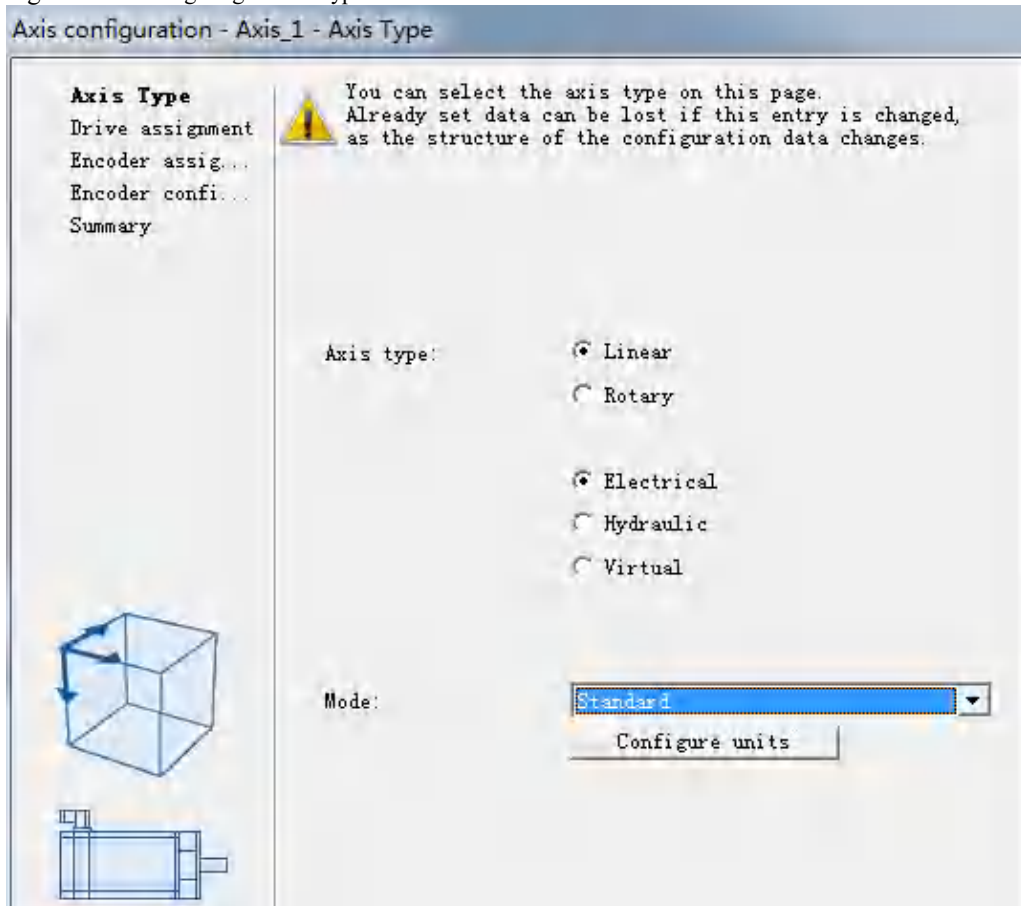 Axis configuration - Axis_1 - Axis Type
Axis Type
Drive assignment
Encoder assig...
Encoder confi...
Summary
You can select the axis type on this page.
Already set data can be lost if this entry is changed,
as the structure of the configuration data changes.
Axis type:
Linear
Rotary
Electrical
Hydraulic
Virtual
Mode:
Standard
Configure units